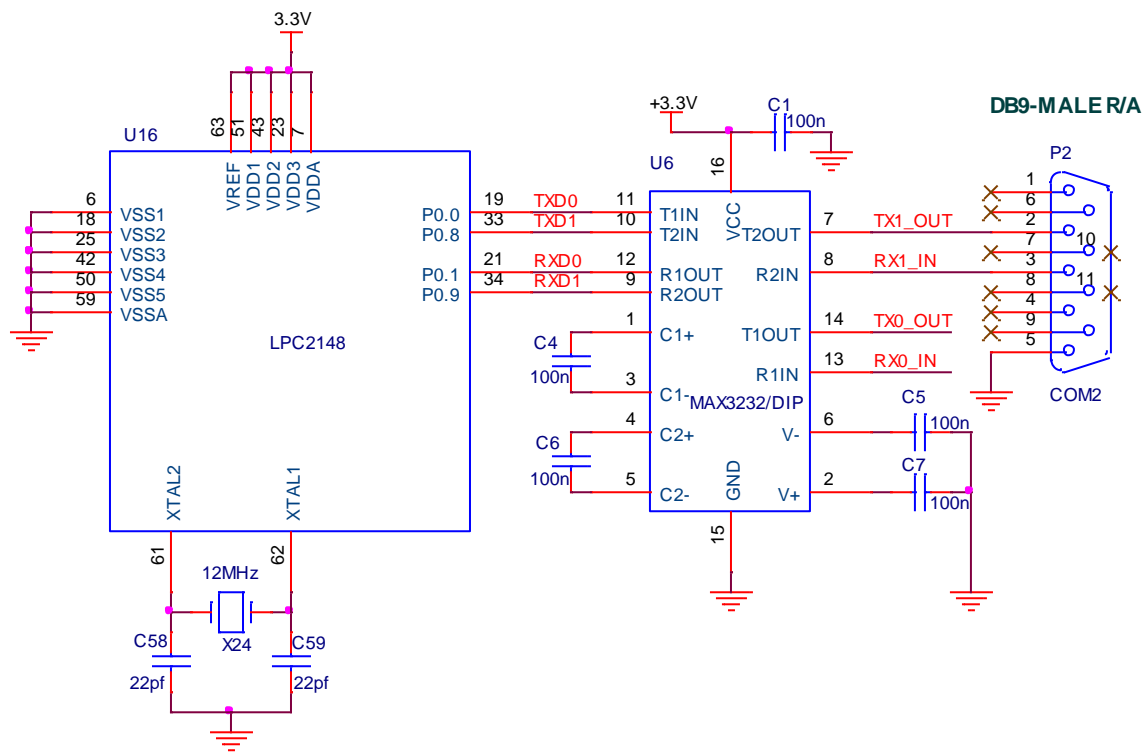 3.3V
U16
63
51
43
23
7
VREF
VDD1
VDD2
VDD3
VDDA
6
18
25
42
50
59
VSS1
VSS2
VSS3
VSS4
VSS5
VSSA
P0.0
P0.8
P0.1
P0.9
19
33
21
34
TXD0
TXD1
RXD0
RXD1
LPC2148
XTAL2
XTAL1
61
62
12MHz
X24
C58
22pf
C59
22pf
+3.3V
C1
100n
U6
16
VCC
11
10
12
9
1
3
4
5
T1IN
T2IN
R1OUT
R2OUT
C1+
C1-
C2+
C2-
C4
100n
C6
100n
MAX3232/DIP
GND
15
T2OUT
R2IN
T1OUT
R1IN
V-
V+
7
8
14
13
6
2
TX1_OUT
RX1_IN
TX0_OUT
RX0_IN
C5
100n
C7
100n
DB9-MALE R/A
P2
1
6
2
7
3
8
4
9
5
10
11
COM2